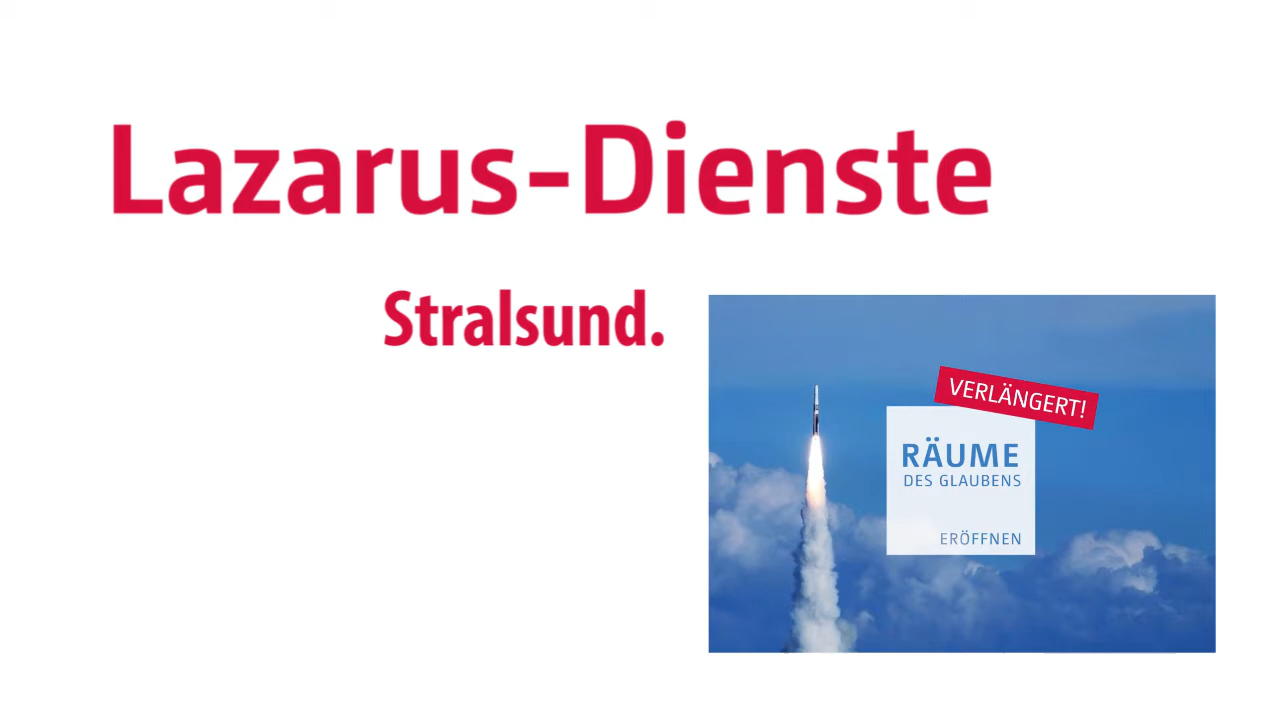 Lazarus-Dienste
Stralsund.
VERLÄNGERT!
RÄUME
DES GLAUBENS
ERÖFFNEN